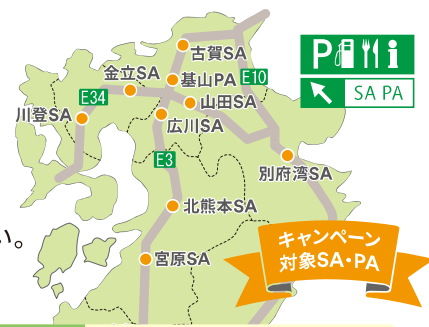 古賀SA
P i
金立SA
基山PA
E10
E34
山田SA
SA PA
川登SA
広川SA
E3
別府湾SA
北熊本SA
い。
キャンペーン
対象SA・PA
宮原SA